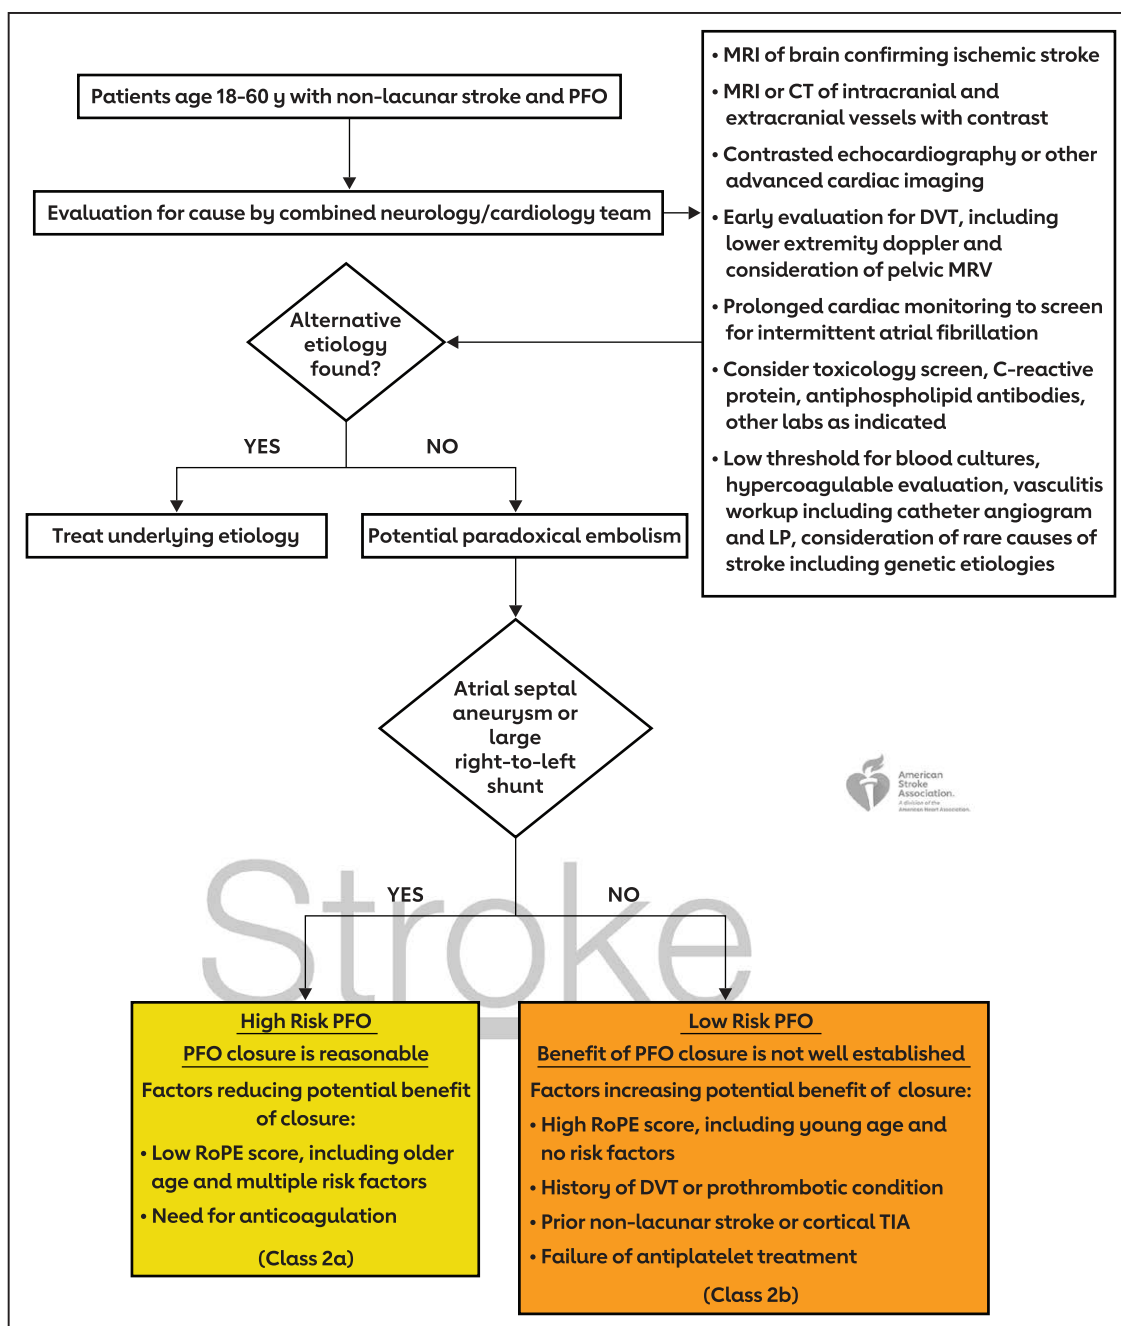 Patients age 18-60 y with non-lacunar stroke and PFO
Evaluation for cause by combined neurology/cardiology team
• MRI of brain confirming ischemic stroke
• MRI or CT of intracranial and
extracranial vessels with contrast
• Contrasted echocardiography or other
advanced cardiac imaging
• Early evaluation for DVT, including
lower extremity doppler and
consideration of pelvic MRV
• Prolonged cardiac monitoring to screen
for intermittent atrial fibrillation
• Consider toxicology screen, C-reactive
protein, antiphospholipid antibodies,
other labs as indicated
• Low threshold for blood cultures,
hypercoagulable evaluation, vasculitis
workup including catheter angiogram
and LP, consideration of rare causes of
stroke including genetic etiologies
Alternative
etiology
found?
YES
NO
Treat underlying etiology
Potential paradoxical embolism
Atrial septal
aneurysm or
large
right-to-left
shunt
American
Stroke
Association.
A division of the
American Heart Association.
Stroke
YES
NO
High Risk PFO
PFO closure is reasonable
Factors reducing potential benefit
of closure:
• Low RoPE score, including older
age and multiple risk factors
• Need for anticoagulation
(Class 2a)
Low Risk PFO
Benefit of PFO closure is not well established
Factors increasing potential benefit of closure:
• High RoPE score, including young age and
no risk factors
• History of DVT or prothrombotic condition
• Prior non-lacunar stroke or cortical TIA
• Failure of antiplatelet treatment
(Class 2b)